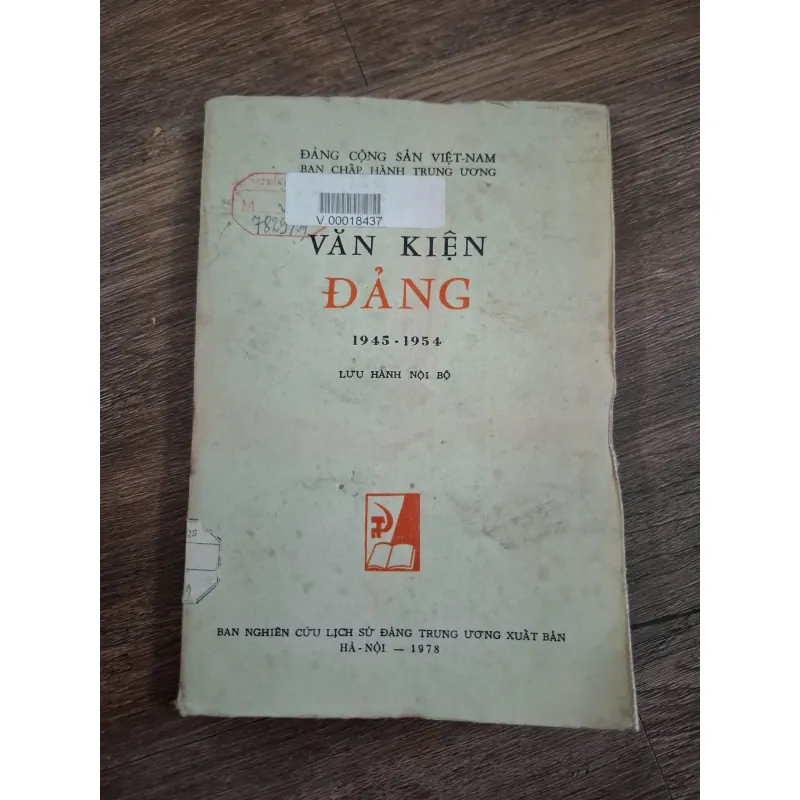 ĐẢNG CỘNG SẢN VIỆT-NAM
BAN CHẤP HÀNH TRUNG ƯƠNG
M
V.00018437
VĂN KIỆN
ĐẢNG
1945 - 1954
LƯU HÀNH NỘI BỘ
BAN NGHIÊN CỨU LỊCH SỬ ĐẢNG TRUNG ƯƠNG XUẤT BẢN
HÀ-NỘI — 1978